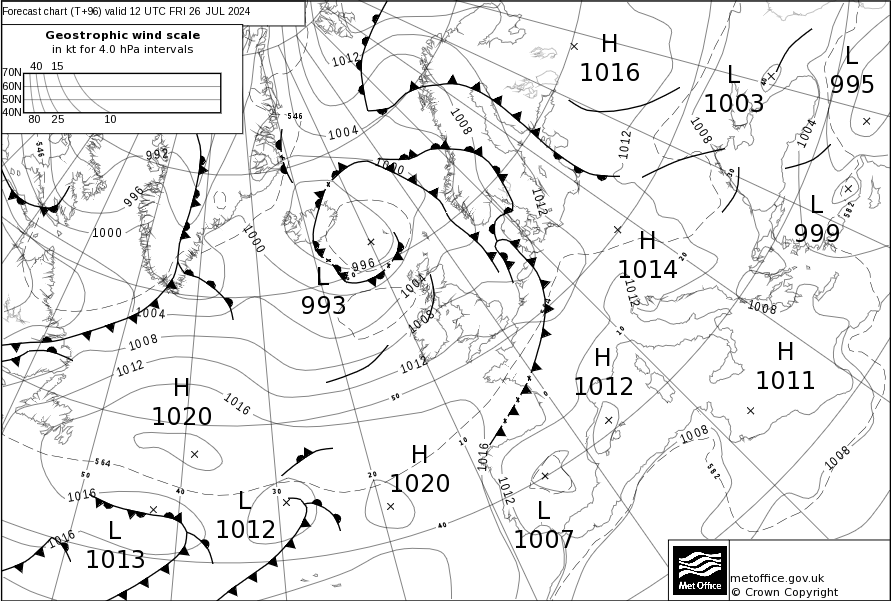 Forecast chart (T+96) valid 12 UTC FRI 26 JUL 2024
Geostrophic wind scale
in kt for 4.0 hPa intervals
40 15
70N
60N
50N
40N
80 25 10
H
1016
L
1003
L
995
1012
1004
1008
1012
1008
1004
546
546
992
996
1000
1000
1000
996
L
993
1004
1008
1012
1012
H
1014
1012
20
L
999
582
40
30
1008
1004
1008
1012
H
1020
1016
50
10
0
10
H
1012
H
1011
1008
1008
582
564
50
1016
40
30
20
40
H
1020
1016
1012
L
1012
L
1013
1016
L
1007
Met Office
metoffice.gov.uk
© Crown Copyright